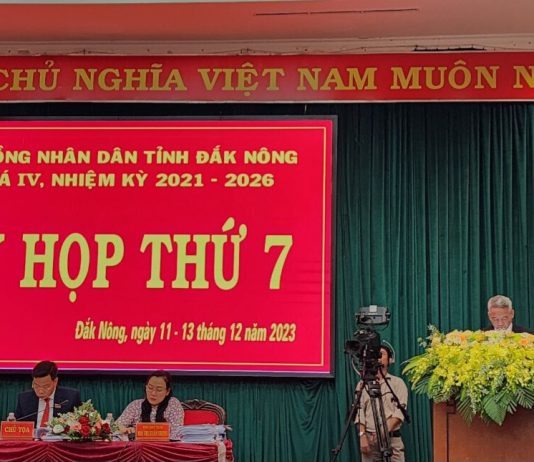 CHỦ NGHĨA VIỆT NAM MUÔN N
ỒNG NHÂN DÂN TỈNH ĐẮK NÔNG
Á IV, NHIỆM KỲ 2021 - 2026
HỌP THỨ 7
Đắk Nông, ngày 11 - 13 tháng 12 năm 2023
CHỦ TỌA